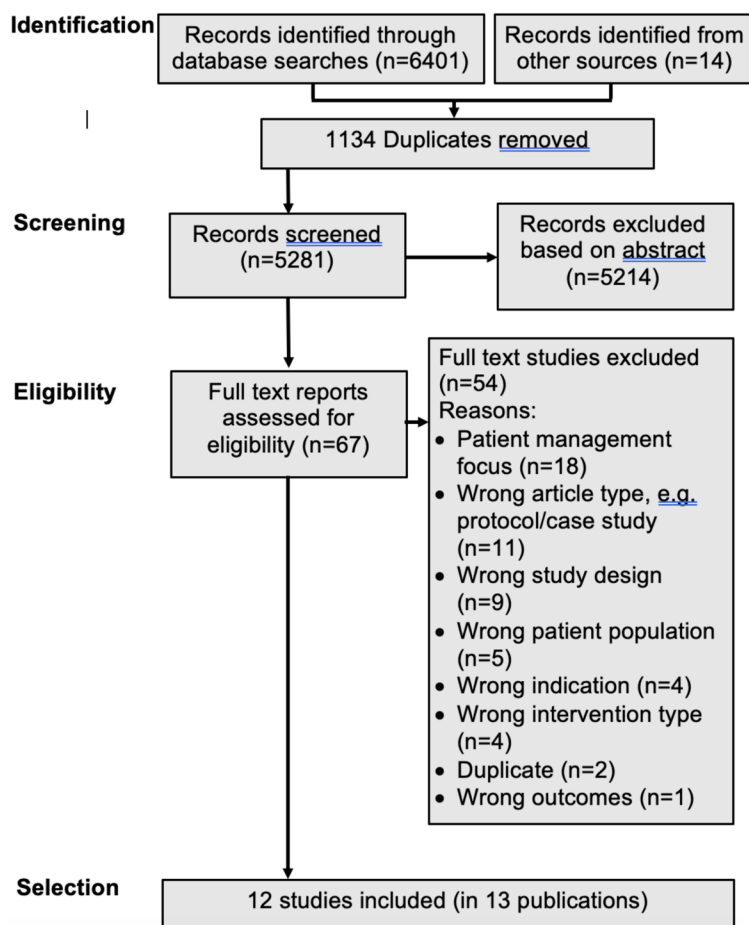 Identification
Records identified through
database searches (n=6401)
Records identified from
other sources (n=14)
1134 Duplicates removed
Screening
Records screened
(n=5281)
Records excluded
based on abstract
(n=5214)
Eligibility
Full text reports
assessed for
eligibility (n=67)
Full text studies excluded
(n=54)
Reasons:
• Patient management
focus (n=18)
• Wrong article type, e.g.
protocol/case study
(n=11)
• Wrong study design
(n=9)
• Wrong patient population
(n=5)
• Wrong indication (n=4)
• Wrong intervention type
(n=4)
• Duplicate (n=2)
• Wrong outcomes (n=1)
Selection
12 studies included (in 13 publications)